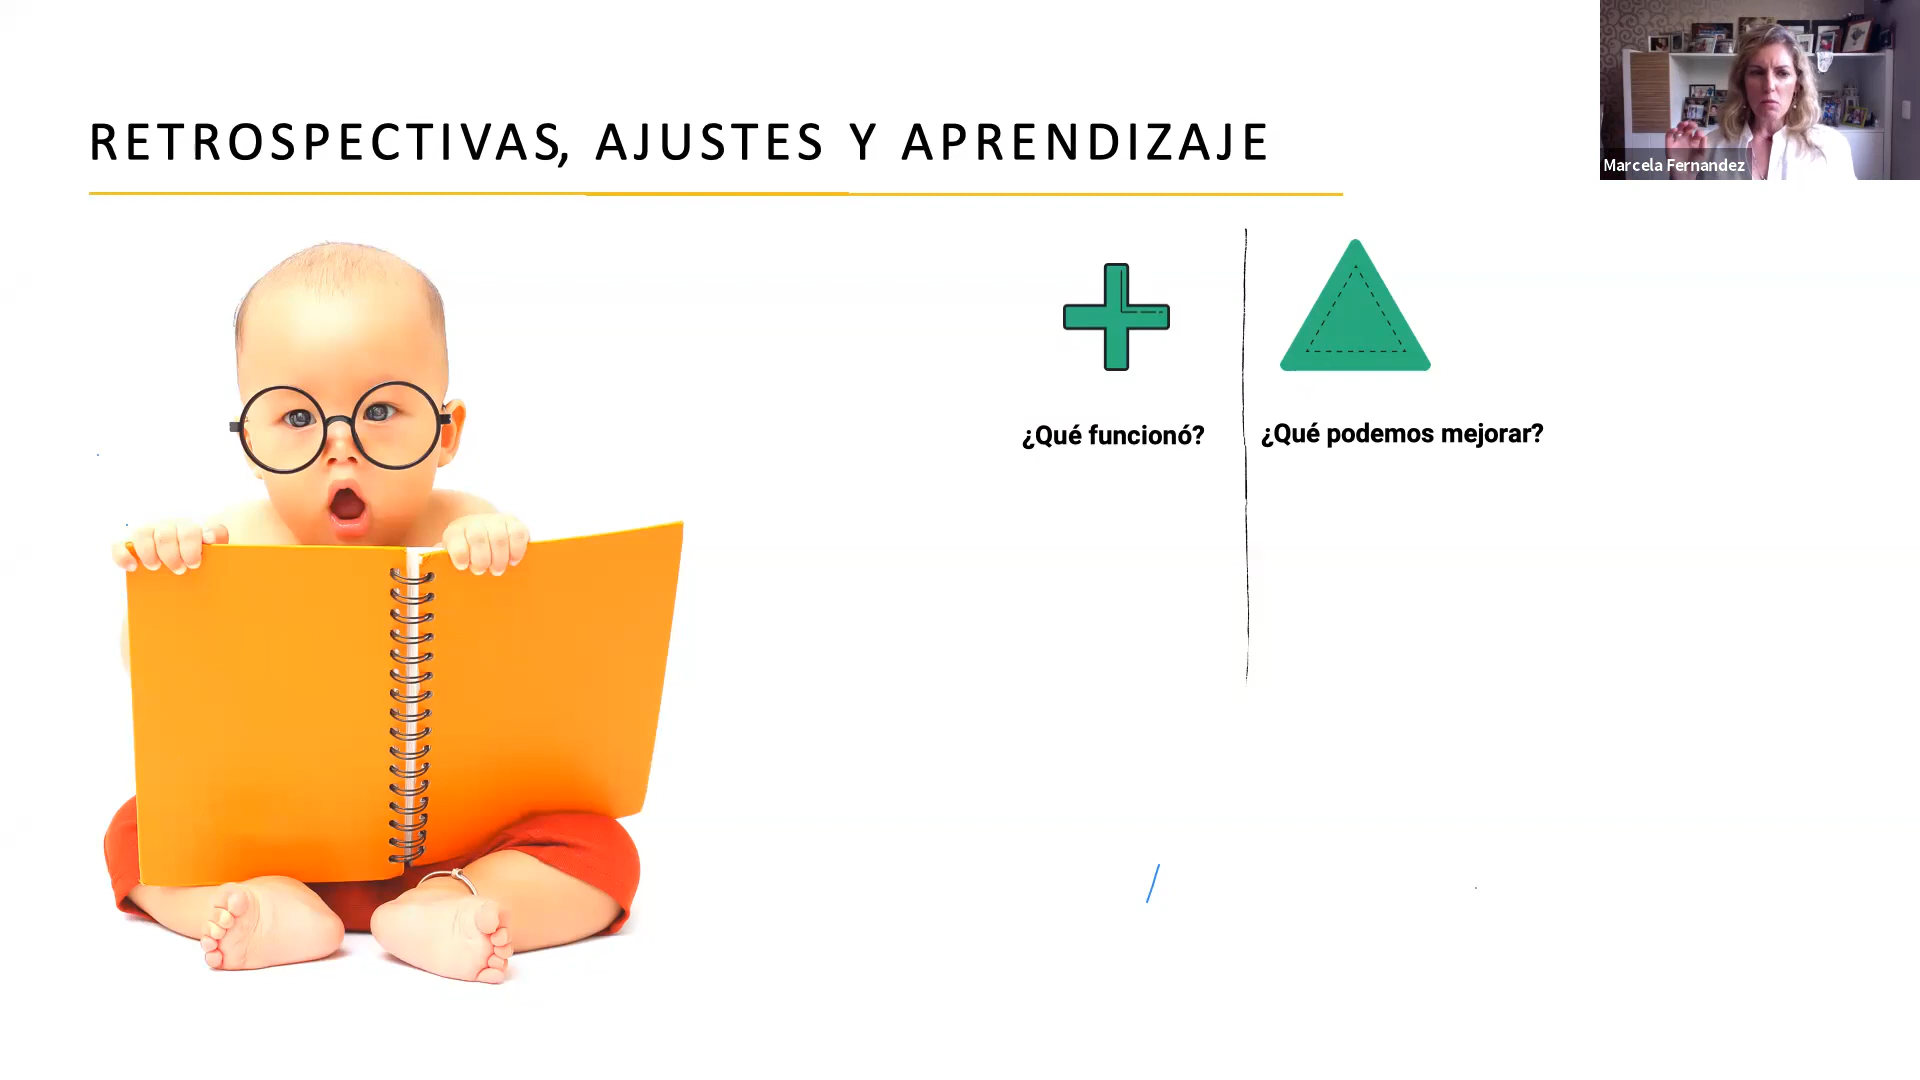 RETROSPECTIVAS, AJUSTES Y APRENDIZAJE
Marcela Fernandez
¿Qué funcionó?
¿Qué podemos mejorar?